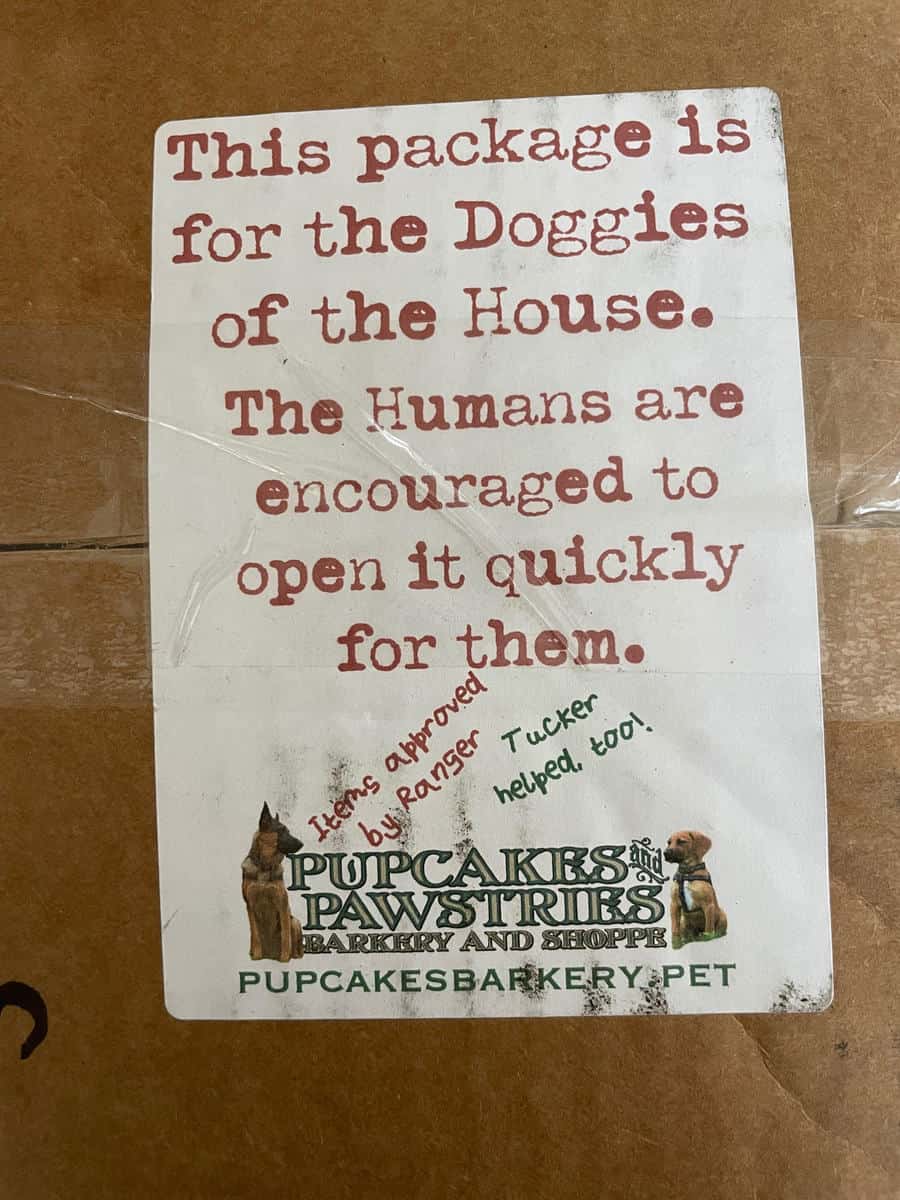 This package is
for the Doggies
of the House.
The Humans are
encouraged to
open it quickly
for them.
Items approved
by Ranger
Tucker
helped, too!
PUPCAKES and
PAWSTRIES
BARKERY AND SHOPPE
PUPCAKESBARKERY.PET